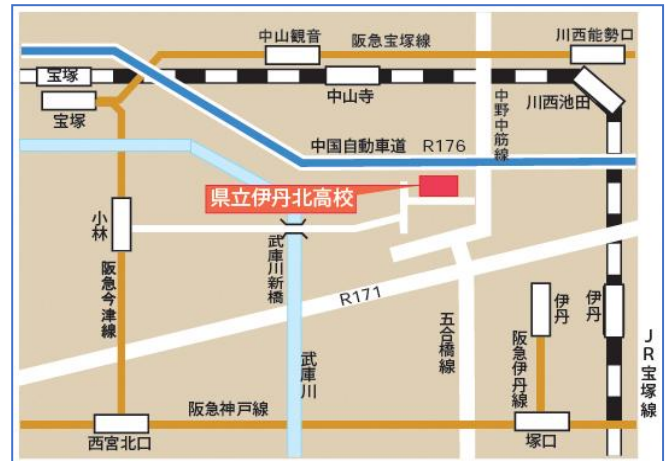 中山観音
阪急宝塚線
川西能勢口
宝塚
中山寺
川西池田
宝塚
中野中筋線
中国自動車道 R176
県立伊丹北高校
小林
武庫川新橋
阪急今津線
R171
伊丹
伊丹
五合橋線
阪急伊丹線
JR宝塚線
武庫川
阪急神戸線
西宮北口
塚口